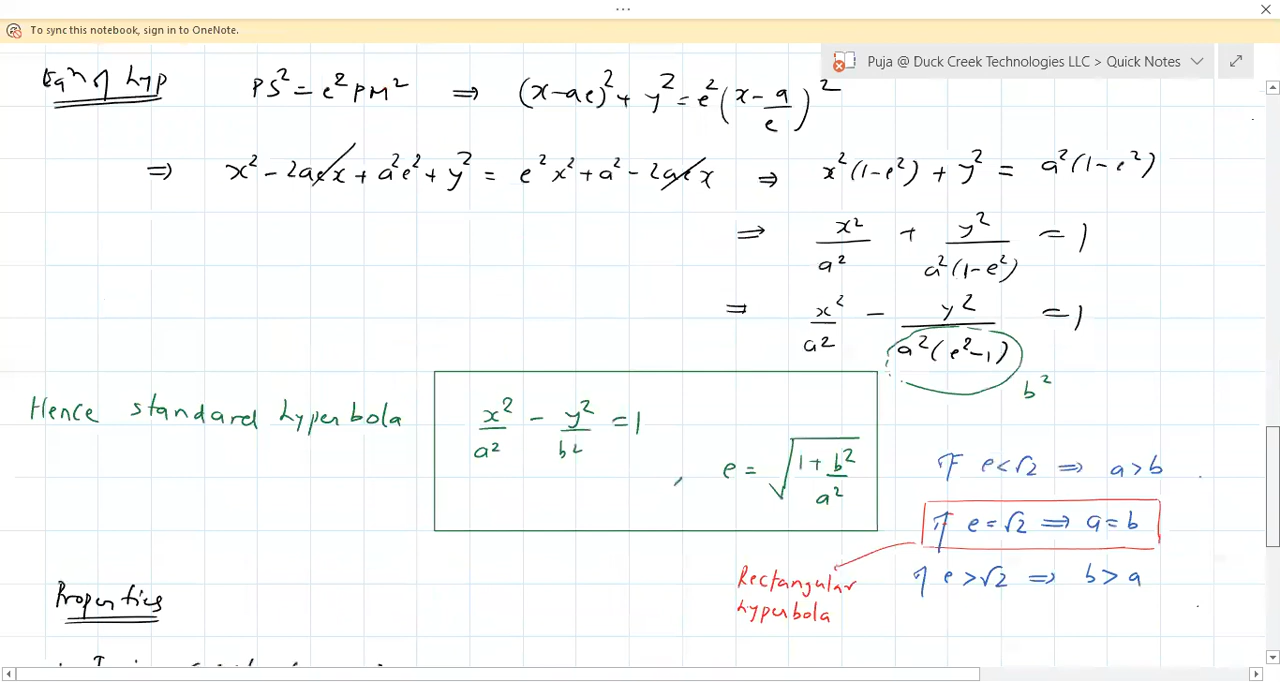 To sync this notebook, sign in to OneNote.
Puja @ Duck Creek Technologies LLC > Quick Notes
Eqⁿ of hyp PS² = e² PM² ⇒ (x-ae)² + y² = e²(x - a/e)²
⇒ x² - 2aex + a²e² + y² = e²x² + a² - 2aex ⇒ x²(1-e²) + y² = a²(1-e²)
⇒ x²/a² + y²/a²(1-e²) = 1
⇒ x²/a² - y²/a²(e²-1) = 1
b²
Hence standard hyperbola x²/a² - y²/b² = 1 , e = √(1 + b²/a²)
if e<√2 ⇒ a>b
if e=√2 ⇒ a=b
if e>√2 ⇒ b>a
Rectangular
hyperbola
Properties